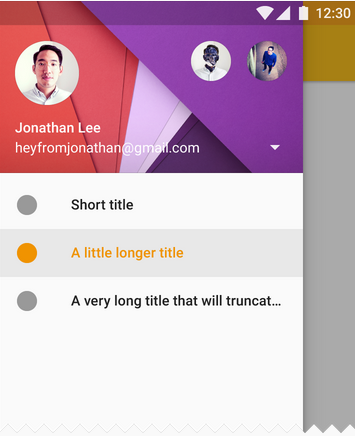 12:30
Jonathan Lee
heyfromjonathan@gmail.com
Short title
A little longer title
A very long title that will truncat...